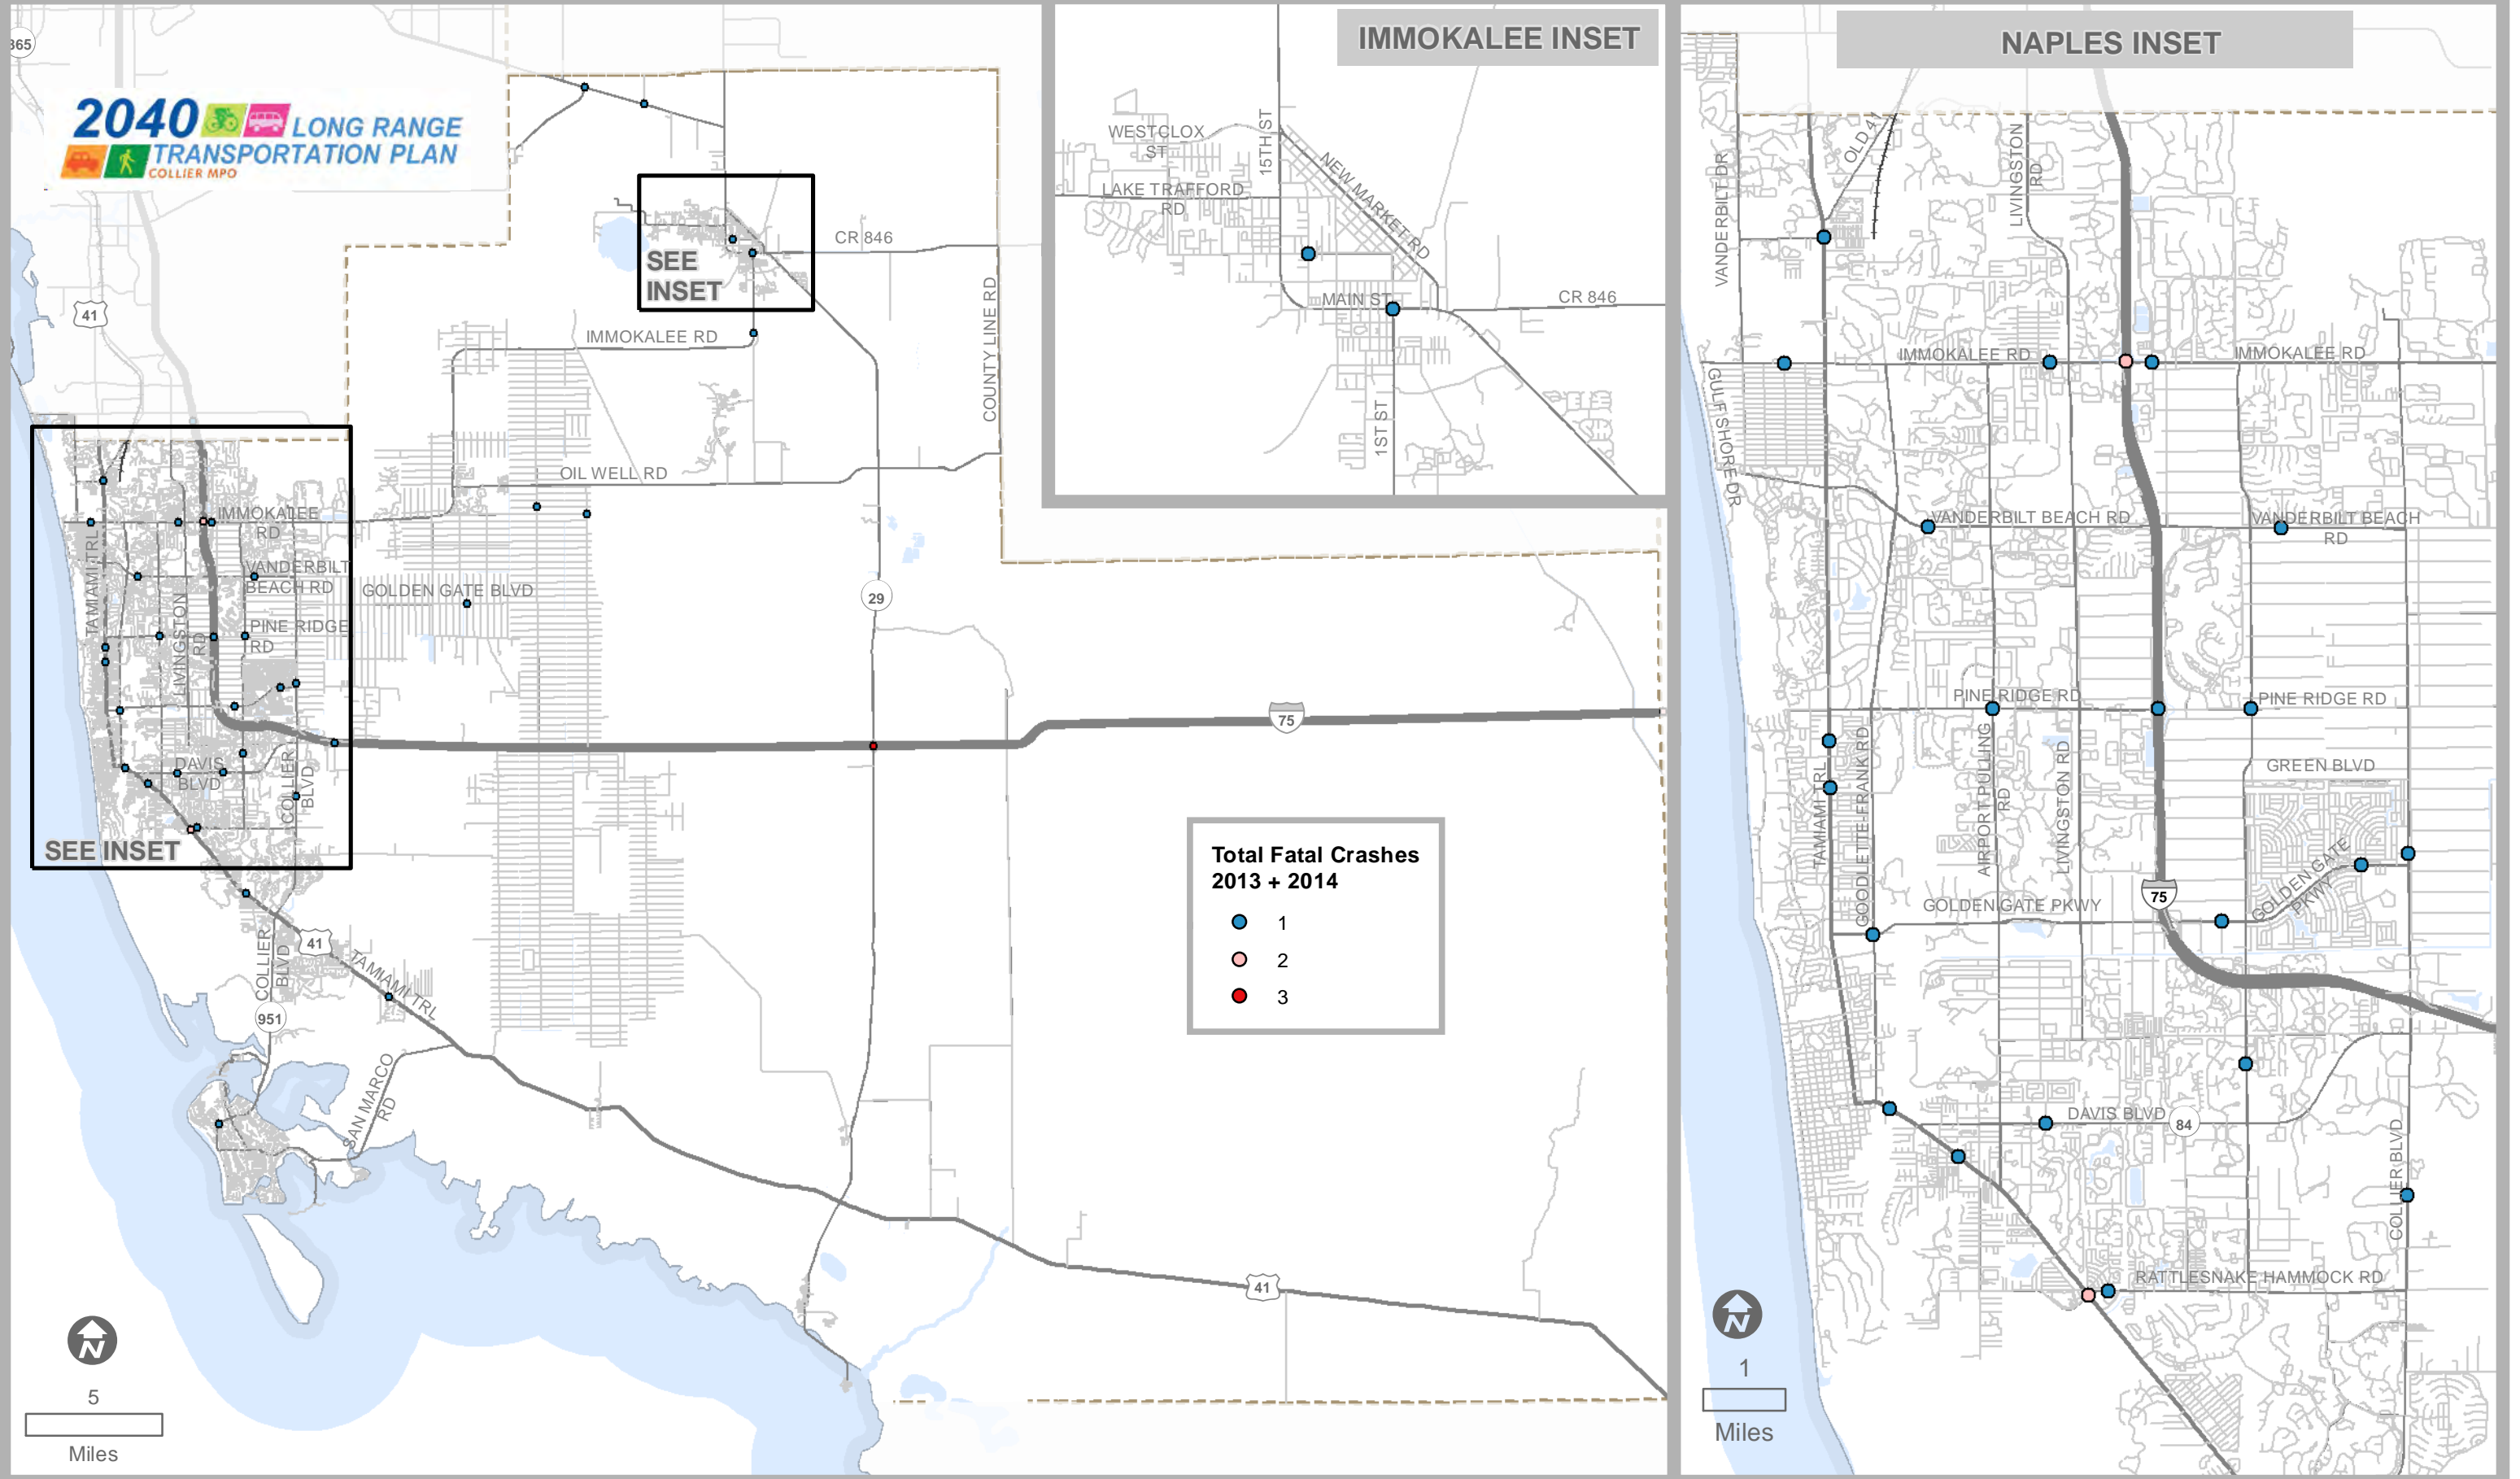 865
2040 LONG RANGE
TRANSPORTATION PLAN
COLLIER MPO
41
SEE
INSET
CR 846
IMMOKALEE RD
COUNTY LINE RD
OIL WELL RD
29
IMMOKALEE
RD
TAMIAMI TRL
VANDERBILT
BEACH RD
GOLDEN GATE BLVD
LIVINGSTON
RD
PINE RIDGE
RD
75
DAVIS
BLVD
COLLIER
BLVD
SEE INSET
COLLIER
BLVD
41
TAMIAMI TRL
951
SAN MARCO
RD
41
Total Fatal Crashes
2013 + 2014
1
2
3
N
5
Miles
IMMOKALEE INSET
WESTCLOX
ST
15TH ST
NEW MARKET RD
LAKE TRAFFORD
RD
MAIN ST
CR 846
1ST ST
NAPLES INSET
OLD 41
LIVINGSTON
RD
VANDERBILT DR
IMMOKALEE RD
IMMOKALEE RD
GULFSHORE DR
VANDERBILT BEACH RD
VANDERBILT BEACH
RD
PINE RIDGE RD
PINE RIDGE RD
TAMIAMI TRL
GOODLETTE-FRANK RD
AIRPORT PULLING
RD
LIVINGSTON RD
GREEN BLVD
75
GOLDEN GATE
PKWY
GOLDEN GATE PKWY
DAVIS BLVD
84
COLLIER BLVD
RATTLESNAKE HAMMOCK RD
N
1
Miles